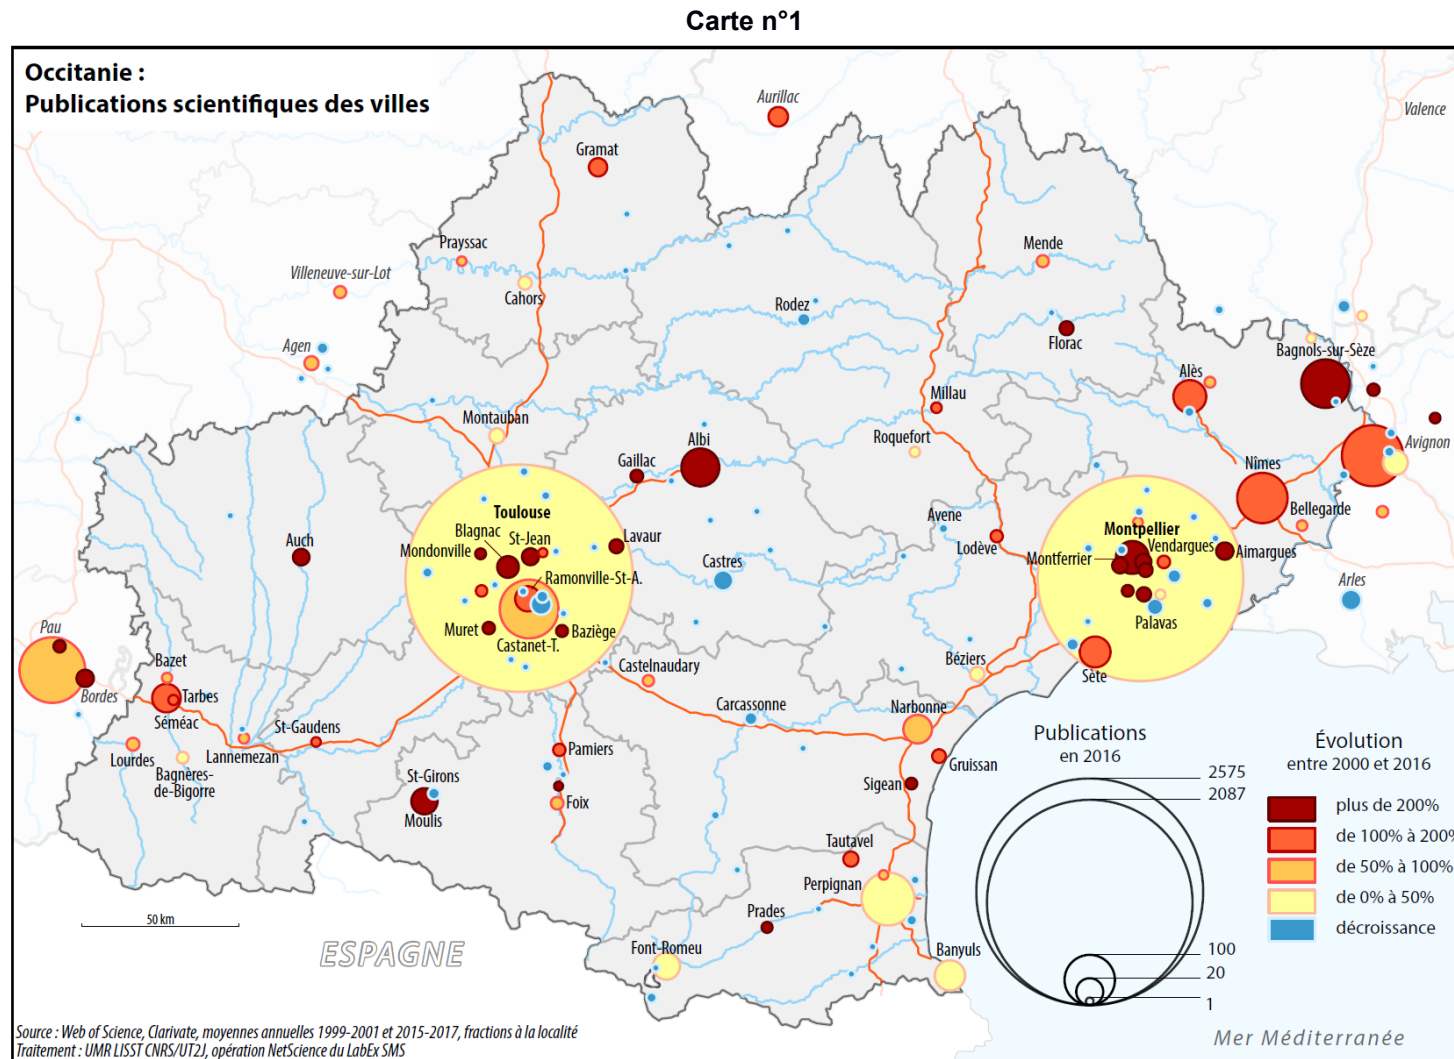 Carte n°1
Occitanie :
Publications scientifiques des villes
Aurillac
Valence
Gramat
Prayssac
Mende
Villeneuve-sur-Lot
Cahors
Rodez
Florac
Bagnols-sur-Sèze
Agen
Alès
Millau
Montauban
Albi
Roquefort
Avignon
Gaillac
Nîmes
Toulouse
Bellegarde
Blagnac
St-Jean
Avene
Montpellier
Auch
Mondonville
Lavaur
Lodève
Montferrier
Vendargues
Aimargues
Castres
Ramonville-St-A.
Arles
Palavas
Pau
Muret
Baziège
Castanet-T.
Bazet
Castelnaudary
Béziers
Sète
Bordes
Tarbes
Séméac
Carcassonne
Narbonne
St-Gaudens
Lourdes
Lannemezan
Pamiers
Gruissan
Bagnères-
de-Bigorre
St-Girons
Sigean
Moulis
Foix
Tautavel
Perpignan
Prades
Font-Romeu
Banyuls
50 km
ESPAGNE
Publications
en 2016
2575
2087
100
20
1
Évolution
entre 2000 et 2016
plus de 200%
de 100% à 200%
de 50% à 100%
de 0% à 50%
décroissance
Source : Web of Science, Clarivate, moyennes annuelles 1999-2001 et 2015-2017, fractions à la localité
Traitement : UMR LISST CNRS/UT2J, opération NetScience du LabEx SMS
Mer Méditerranée